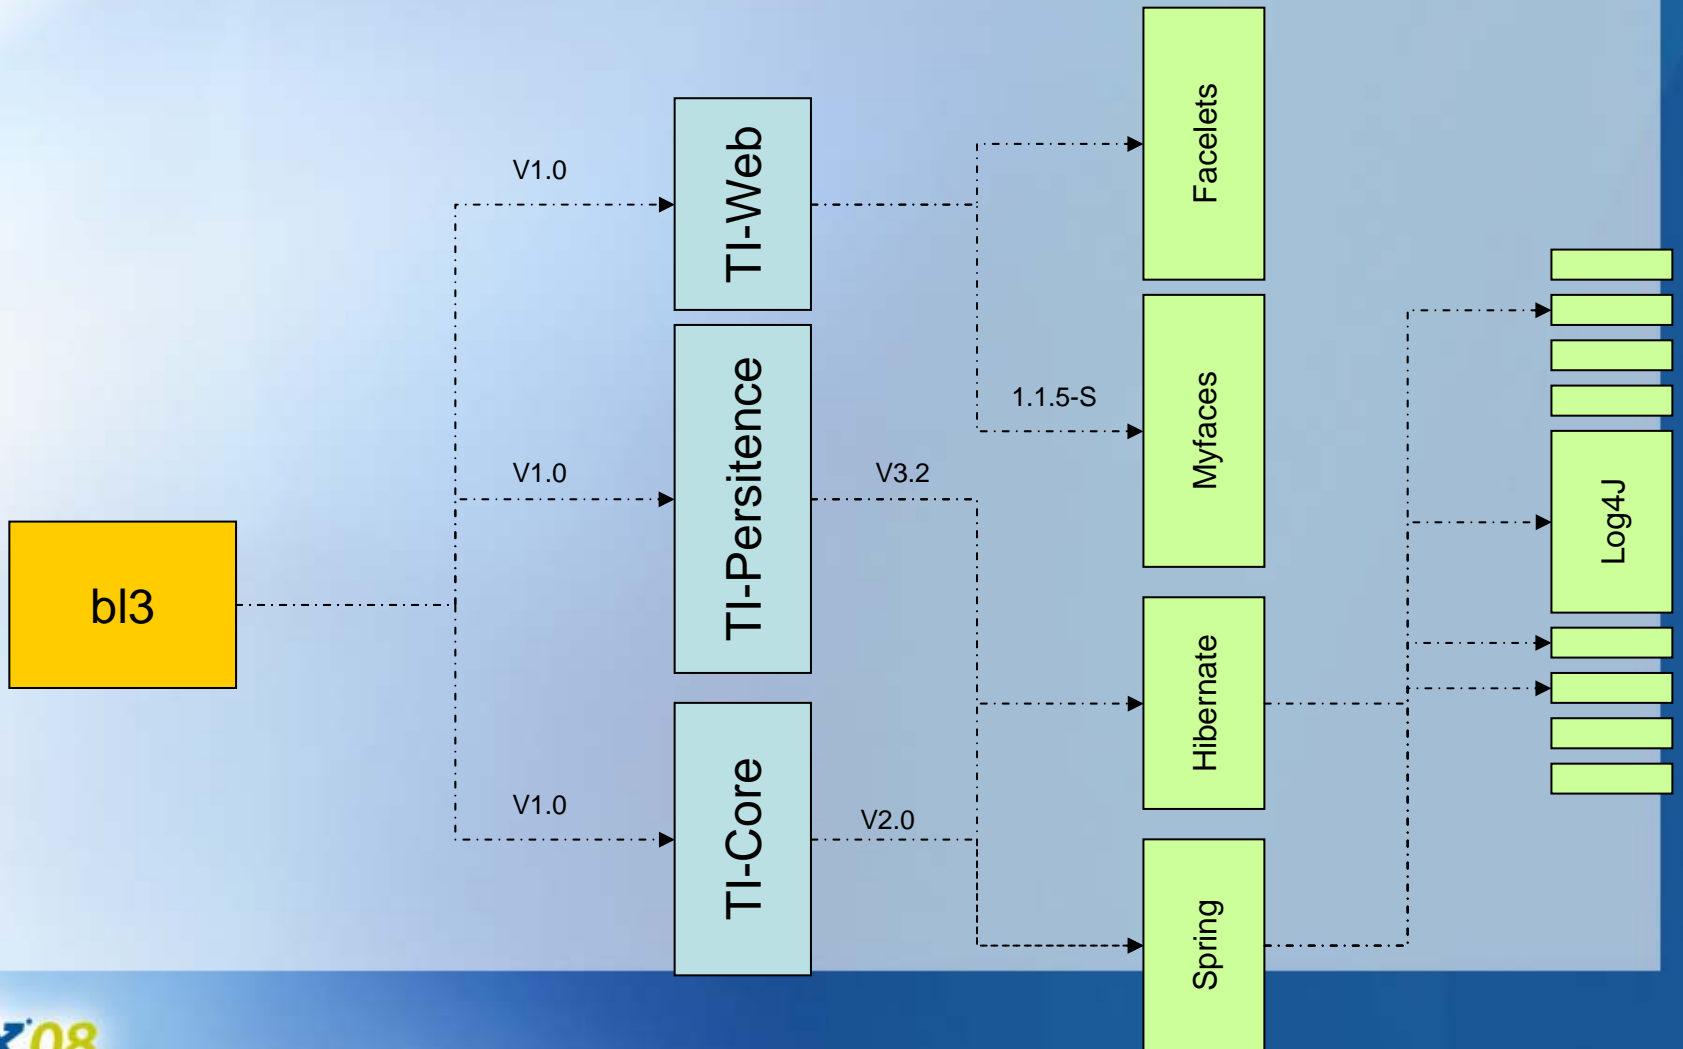 Facelets
TI-Web
V1.0
Myfaces
1.1.5-S
TI-Persitence
V1.0
V3.2
Log4J
bl3
Hibernate
TI-Core
V1.0
V2.0
Spring
'08